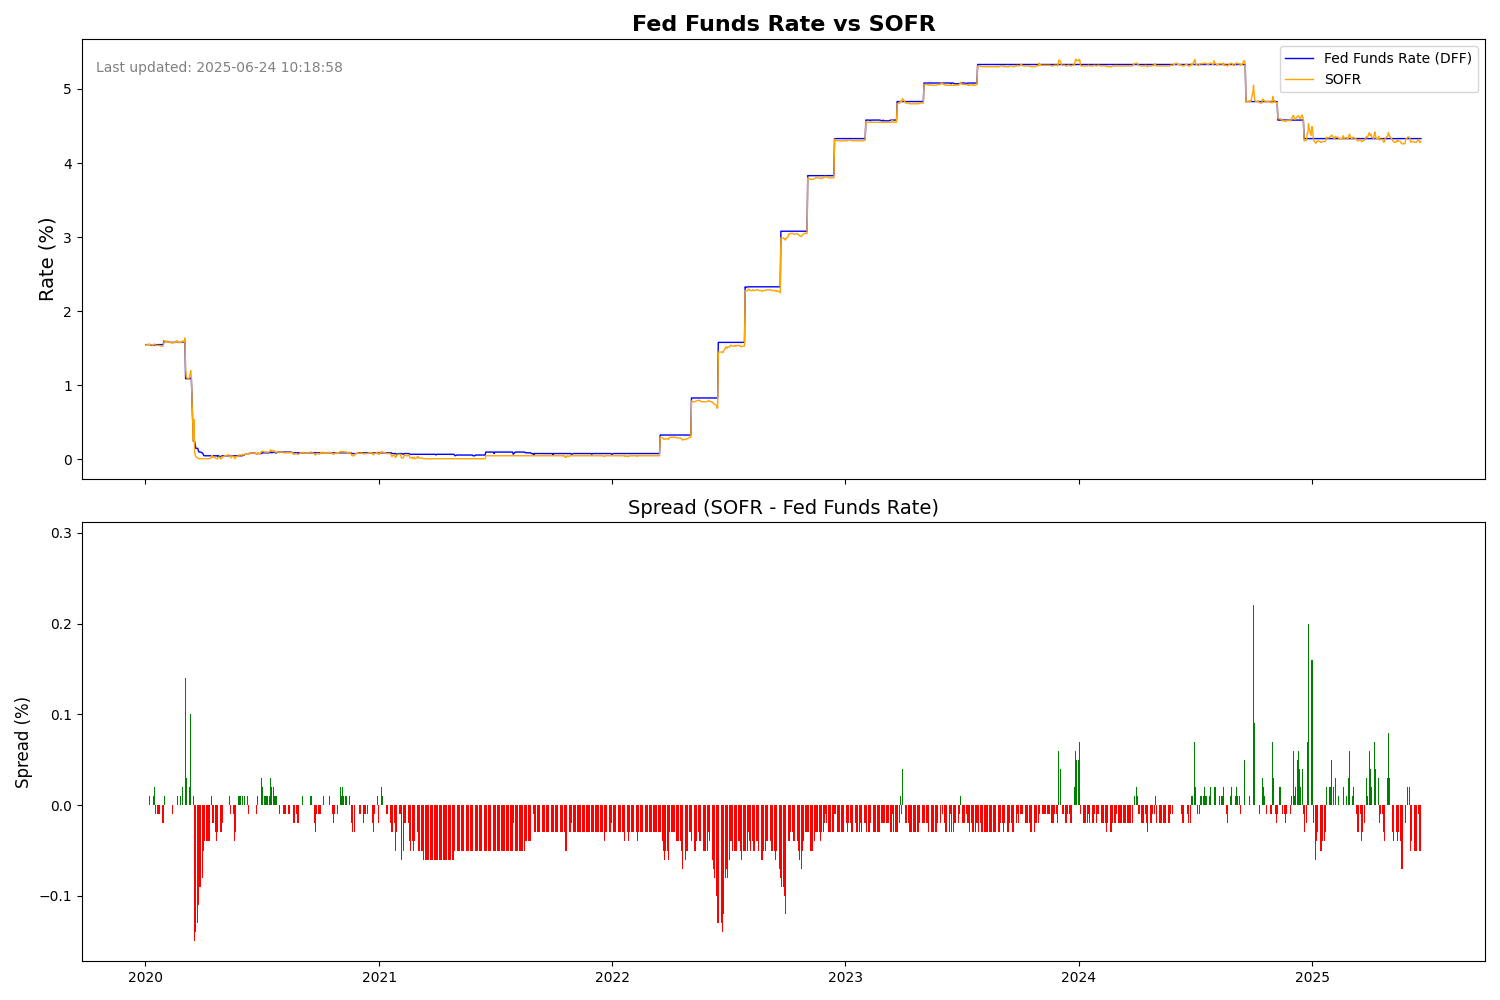 Fed Funds Rate vs SOFR
Last updated: 2025-06-24 10:18:58
Fed Funds Rate (DFF)
SOFR
Rate (%)
5
4
3
2
1
0
Spread (SOFR - Fed Funds Rate)
Spread (%)
0.3
0.2
0.1
0.0
−0.1
2020
2021
2022
2023
2024
2025